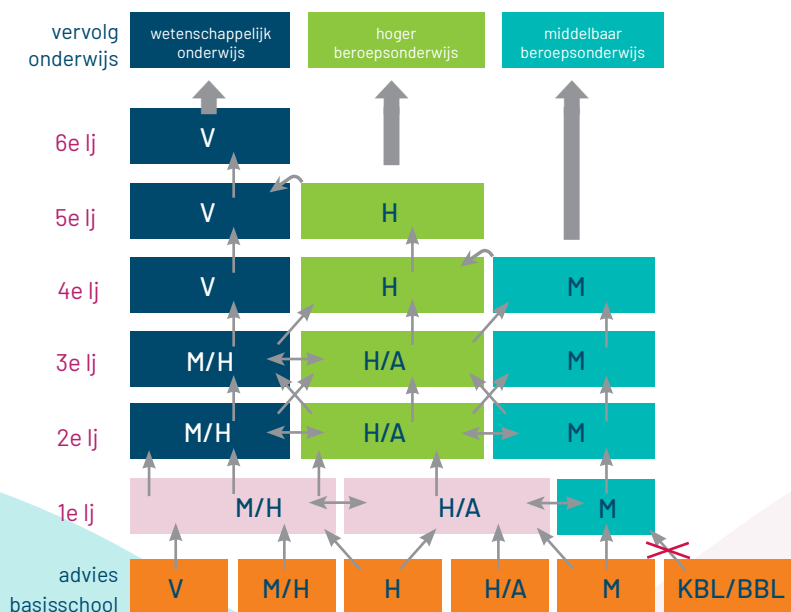 vervolg
onderwijs
wetenschappelijk
onderwijs
hoger
beroepsonderwijs
middelbaar
beroepsonderwijs
6e lj
V
5e lj
V
H
4e lj
V
H
M
3e lj
M/H
H/A
M
2e lj
M/H
H/A
M
1e lj
M/H
H/A
M
advies
basisschool
V
M/H
H
H/A
M
KBL/BBL